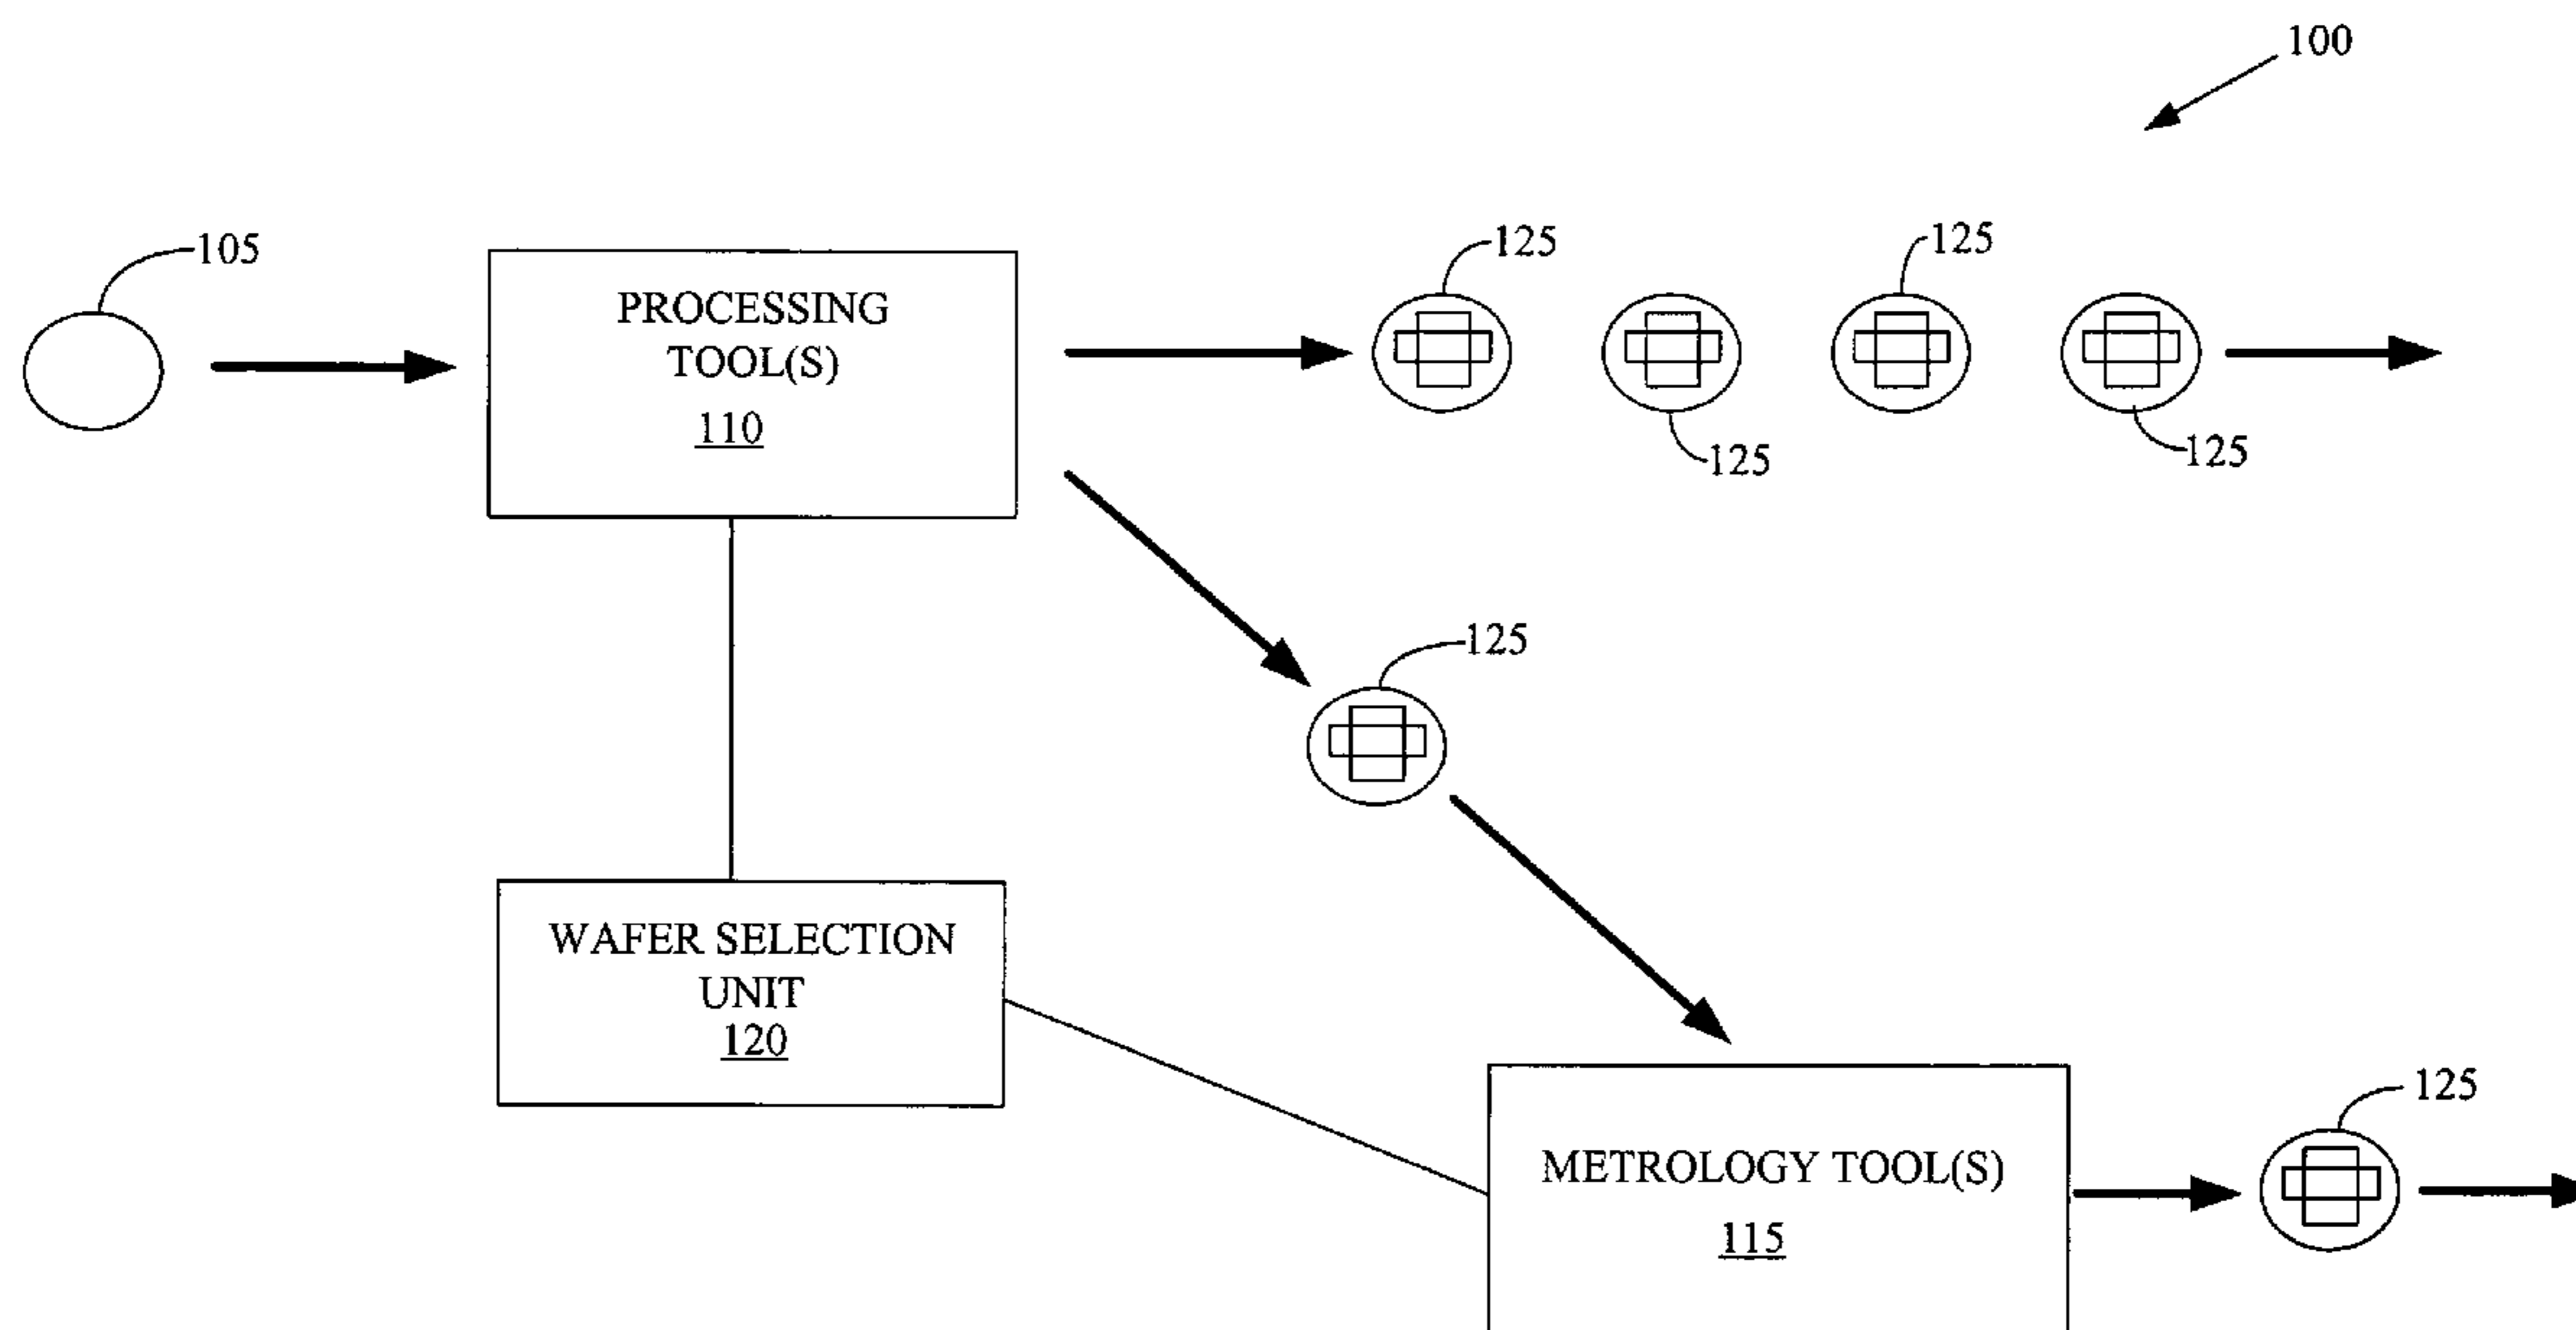 100
105
125
125
PROCESSING
TOOL(S)
110
125
125
125
WAFER SELECTION
UNIT
120
125
METROLOGY TOOL(S)
115